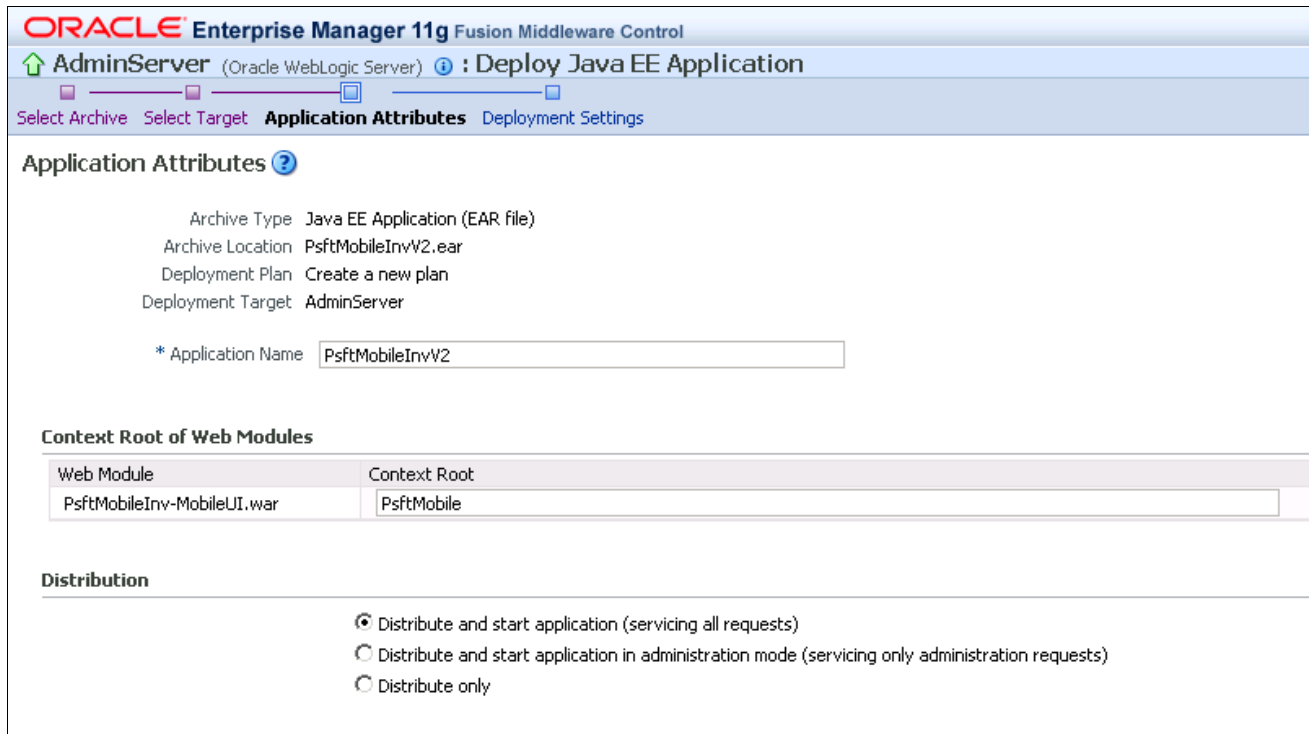 ORACLE Enterprise Manager 11g Fusion Middleware Control
AdminServer (Oracle WebLogic Server) : Deploy Java EE Application
Select Archive Select Target Application Attributes Deployment Settings
Application Attributes
Archive Type Java EE Application (EAR file)
Archive Location PsftMobileInvV2.ear
Deployment Plan Create a new plan
Deployment Target AdminServer
* Application Name PsftMobileInvV2
Context Root of Web Modules
Web Module Context Root
PsftMobileInv-MobileUI.war PsftMobile
Distribution
Distribute and start application (servicing all requests)
Distribute and start application in administration mode (servicing only administration requests)
Distribute only